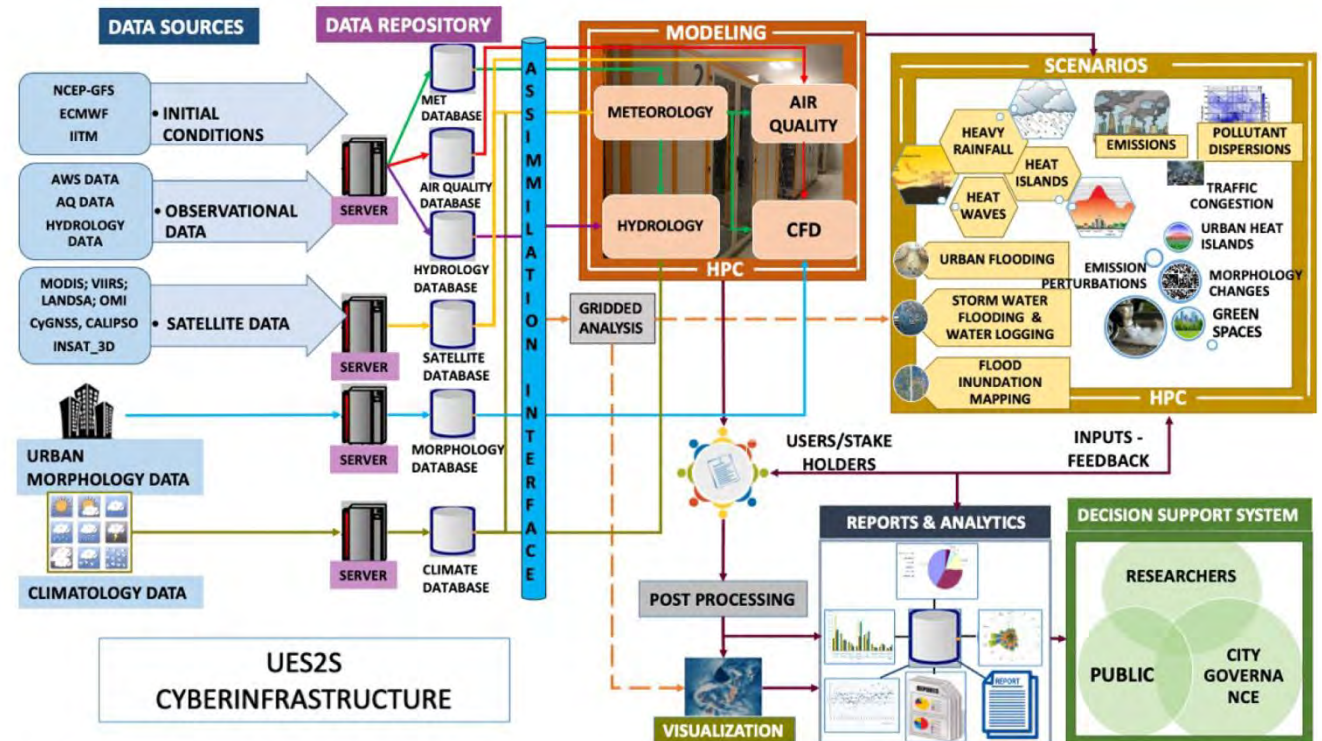 DATA SOURCES
NCEP-GFS
ECMWF
IITM
• INITIAL
CONDITIONS
AWS DATA
AQ DATA
HYDROLOGY
DATA
• OBSERVATIONAL
DATA
MODIS; VIIRS;
LANDSA; OMI
CyGNSS, CALIPSO
INSAT_3D
• SATELLITE DATA
URBAN
MORPHOLOGY DATA
CLIMATOLOGY DATA
DATA REPOSITORY
SERVER
SERVER
SERVER
SERVER
MET
DATABASE
AIR QUALITY
DATABASE
HYDROLOGY
DATABASE
SATELLITE
DATABASE
MORPHOLOGY
DATABASE
CLIMATE
DATABASE
ASSIMMILATION INTERFACE
MODELING
METEOROLOGY
AIR
QUALITY
HYDROLOGY
CFD
HPC
GRIDDED
ANALYSIS
SCENARIOS
HEAVY
RAINFALL
HEAT
ISLANDS
HEAT
WAVES
EMISSIONS
POLLUTANT
DISPERSIONS
TRAFFIC
CONGESTION
URBAN HEAT
ISLANDS
EMISSION
PERTURBATIONS
MORPHOLOGY
CHANGES
GREEN
SPACES
URBAN FLOODING
STORM WATER
FLOODING &
WATER LOGGING
FLOOD
INUNDATION
MAPPING
HPC
USERS/STAKE
HOLDERS
INPUTS -
FEEDBACK
POST PROCESSING
VISUALIZATION
REPORTS & ANALYTICS
REPORTS
REPORT
DECISION SUPPORT SYSTEM
RESEARCHERS
PUBLIC
CITY
GOVERNA
NCE
UES2S
CYBERINFRASTRUCTURE